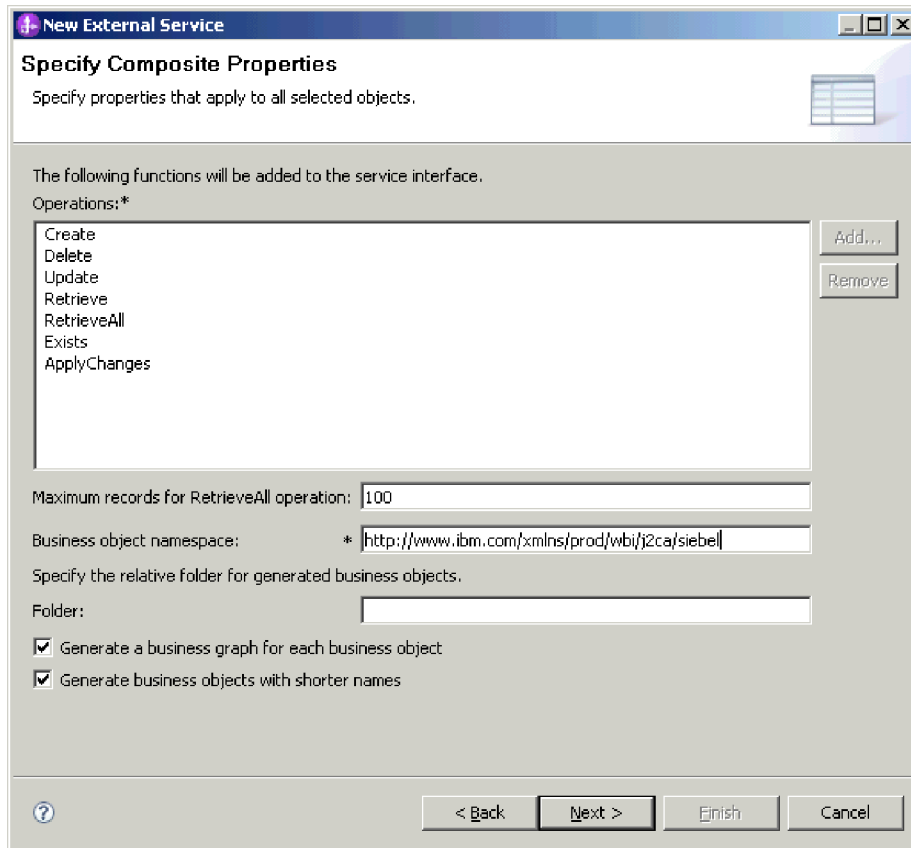 New External Service
Specify Composite Properties
Specify properties that apply to all selected objects.
The following functions will be added to the service interface.
Operations:*
Create
Delete
Update
Retrieve
RetrieveAll
Exists
ApplyChanges
Add...
Remove
Maximum records for RetrieveAll operation: 100
Business object namespace: * http://www.ibm.com/xmlns/prod/wbi/j2ca/siebel
Specify the relative folder for generated business objects.
Folder:
Generate a business graph for each business object
Generate business objects with shorter names
? < Back Next > Finish Cancel